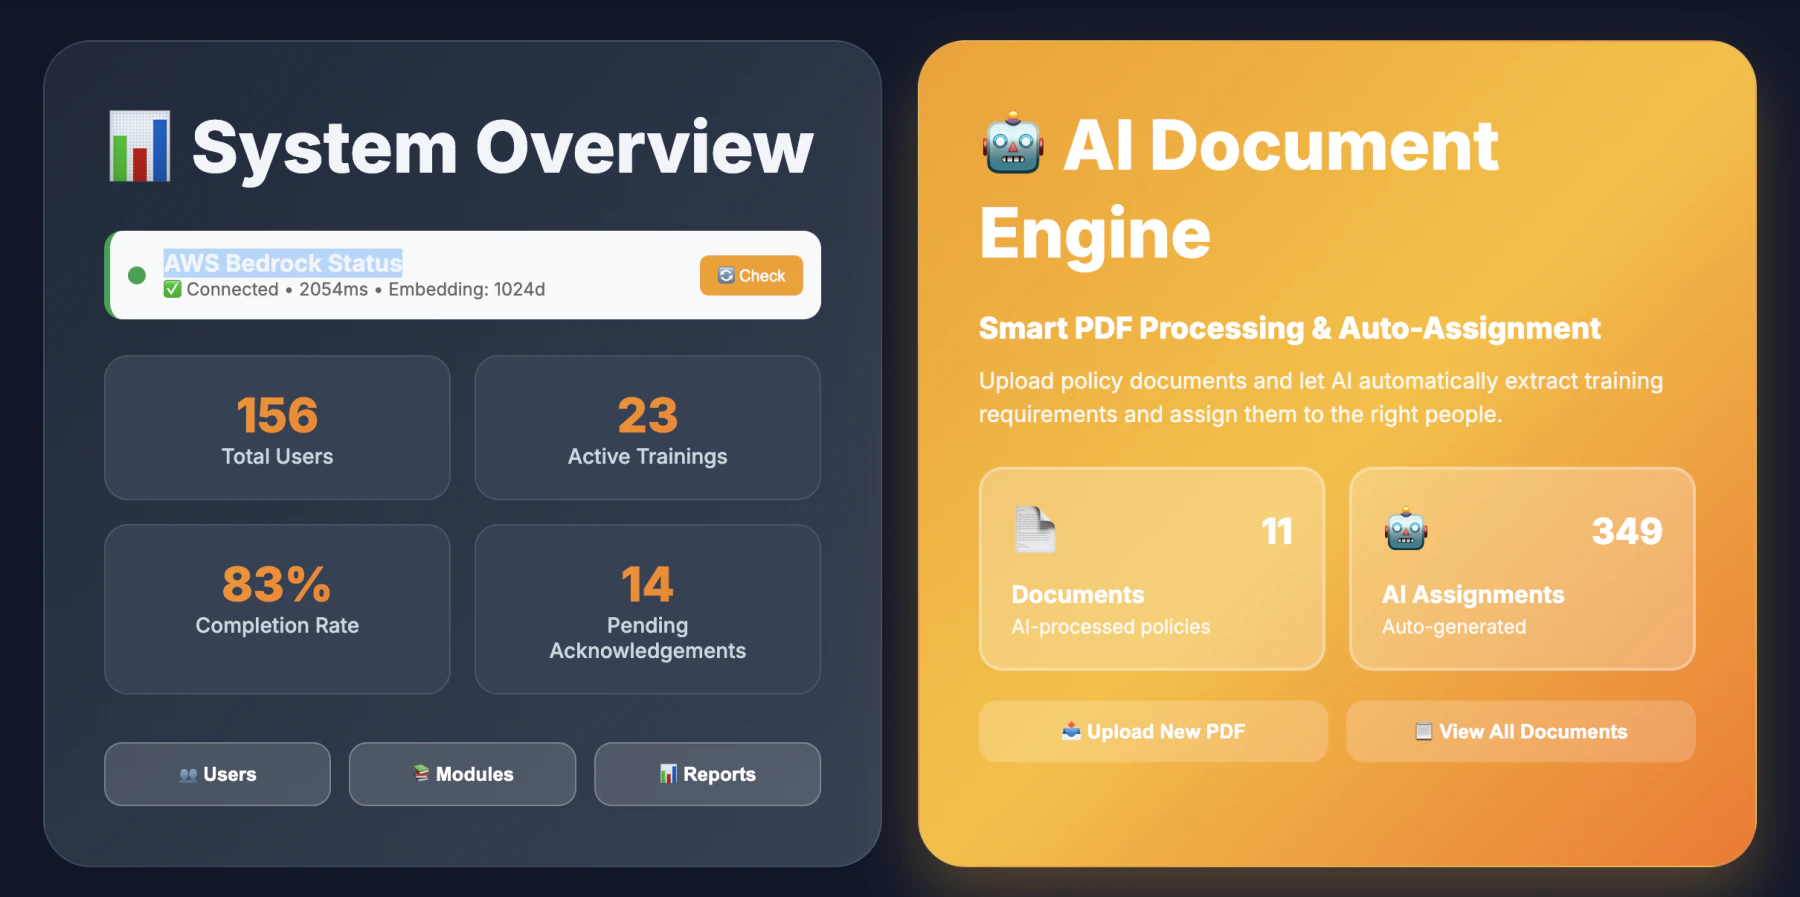 📊 System Overview
AWS Bedrock Status
✅ Connected • 2054ms • Embedding: 1024d
🔄 Check
156
Total Users
23
Active Trainings
83%
Completion Rate
14
Pending
Acknowledgements
👥 Users
📚 Modules
📊 Reports
🤖 AI Document
Engine
Smart PDF Processing & Auto-Assignment
Upload policy documents and let AI automatically extract training
requirements and assign them to the right people.
📄 11
Documents
AI-processed policies
🤖 349
AI Assignments
Auto-generated
📤 Upload New PDF
📋 View All Documents